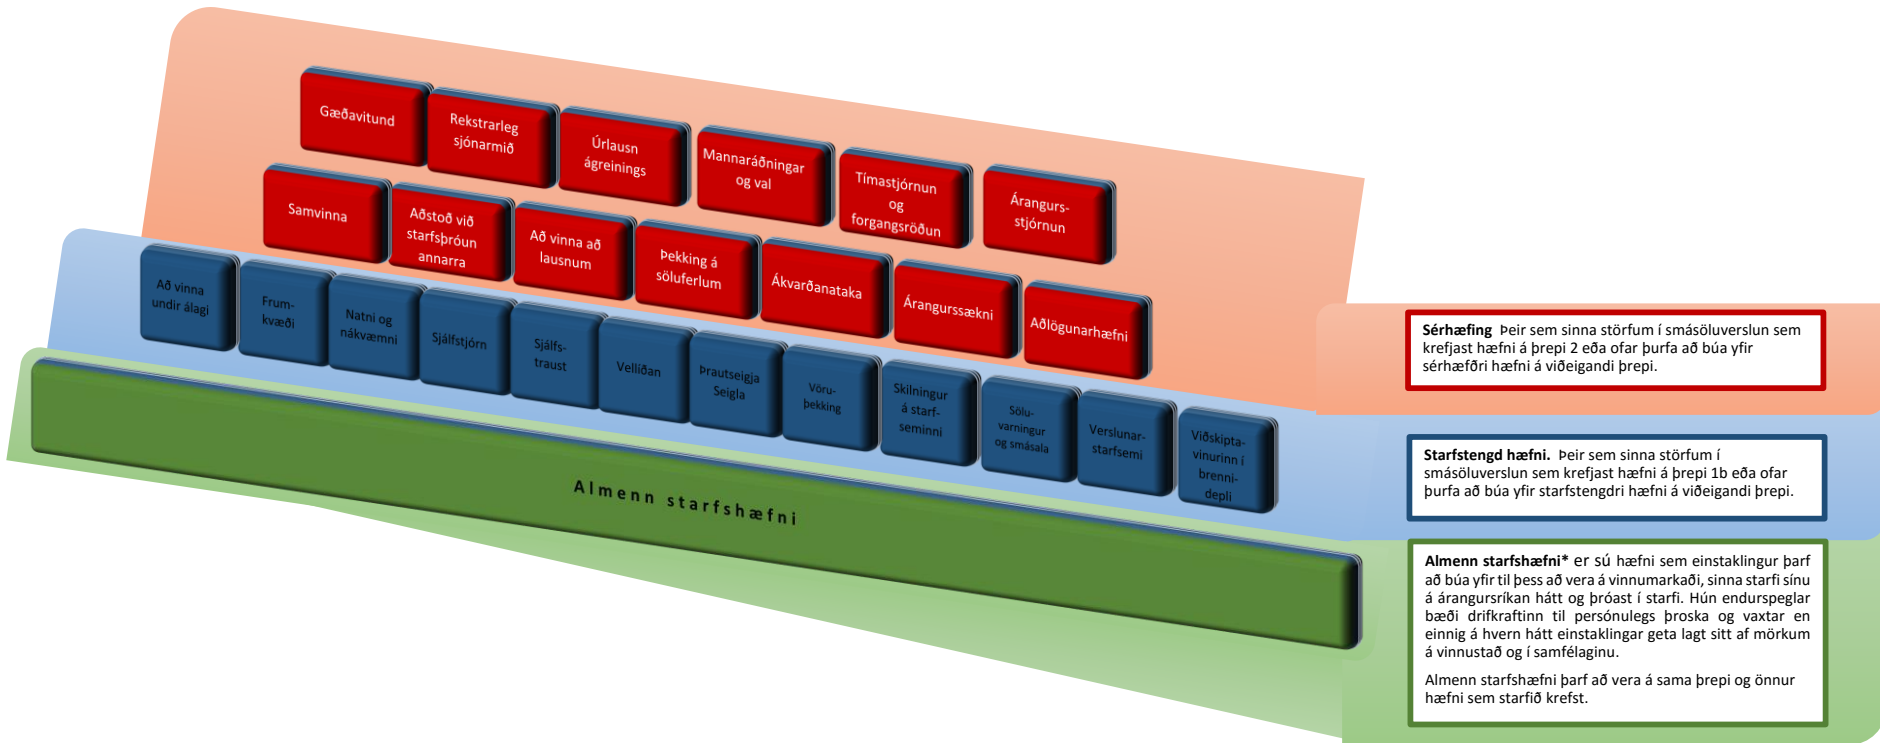 Gæðavitund
Rekstrarleg
sjónarmið
Úrlausn
ágreinings
Mannaráðningar
og val
Tímastjórnun
og
forgangsröðun
Árangurs-
stjórnun
Samvinna
Aðstoð við
starfsþróun
annarra
Að vinna að
lausnum
Þekking á
söluferlum
Ákvarðanataka
Árangurssækni
Aðlögunarhæfni
Að vinna
undir álagi
Frum-
kvæði
Natni og
nákvæmni
Sjálfstjórn
Sjálfs-
traust
Vellíðan
Þrautseigja
Seigla
Vöru-
þekking
Skilningur
á starf-
seminni
Sölu-
varningur
og smásala
Verslunar-
starfsemi
Viðskipta-
vinurinn í
brenni-
depli
Almenn starfshæfni
Sérhæfing Þeir sem sinna störfum í smásöluverslun sem
krefjast hæfni á þrepi 2 eða ofar þurfa að búa yfir
sérhæfðri hæfni á viðeigandi þrepi.
Starfstengd hæfni. Þeir sem sinna störfum í
smásöluverslun sem krefjast hæfni á þrepi 1b eða ofar
þurfa að búa yfir starfstengdri hæfni á viðeigandi þrepi.
Almenn starfshæfni* er sú hæfni sem einstaklingur þarf
að búa yfir til þess að vera á vinnumarkaði, sinna starfi sínu
á árangursríkan hátt og þróast í starfi. Hún endurspeglar
bæði drifkraftinn til persónulegs þroska og vaxtar en
einnig á hvern hátt einstaklingar geta lagt sitt af mörkum
á vinnustað og í samfélaginu.
Almenn starfshæfni þarf að vera á sama þrepi og önnur
hæfni sem starfið krefst.